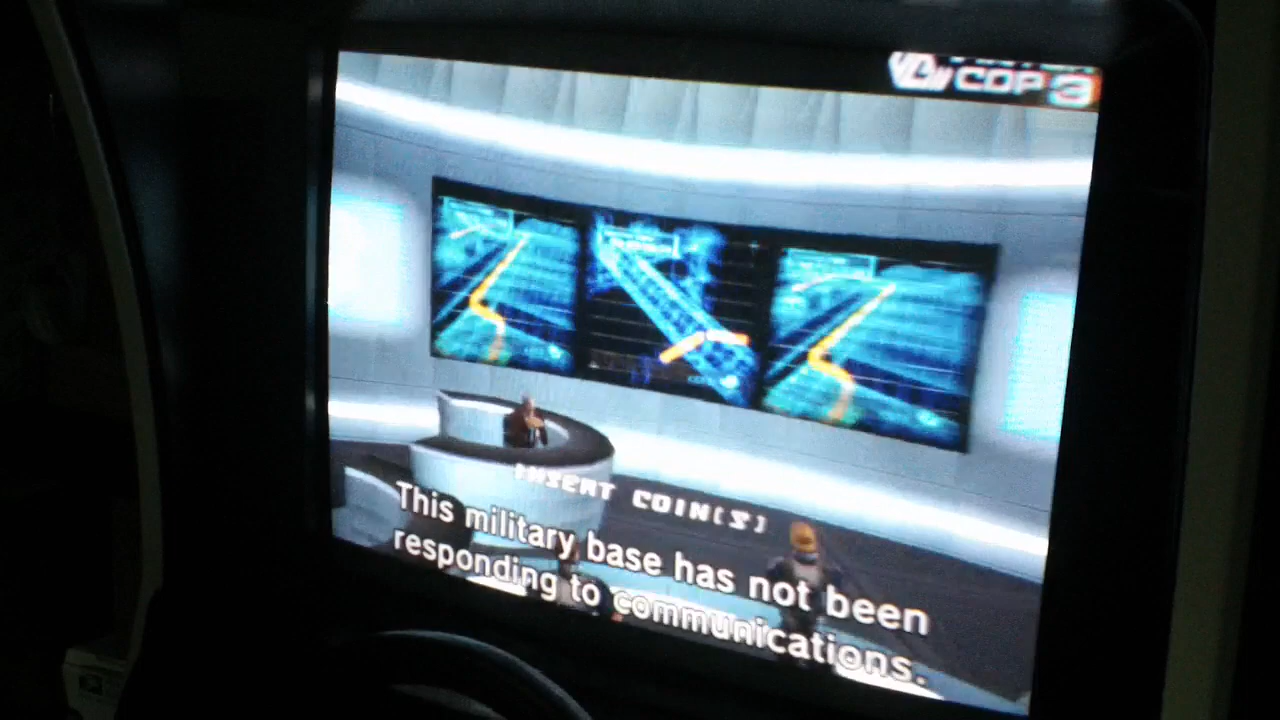 COP 3
INSERT COIN(S)
This military base has not been
responding to communications.